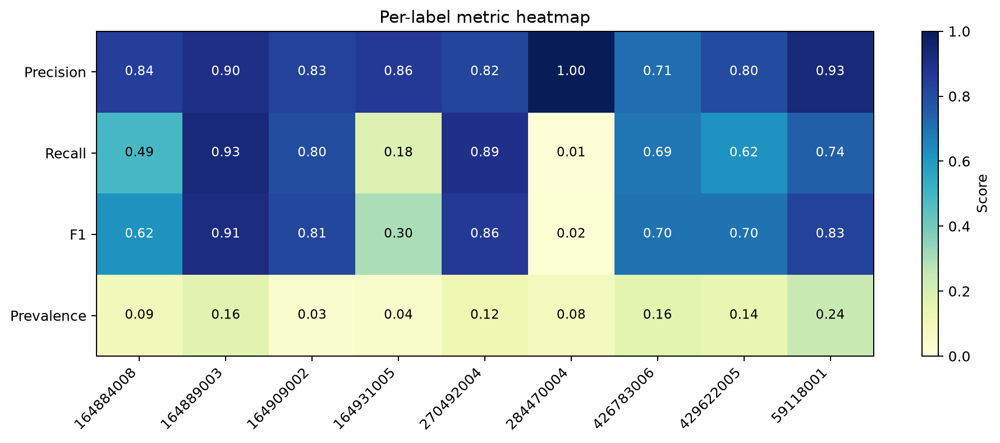 Per-label metric heatmap
Precision 0.84 0.90 0.83 0.86 0.82 1.00 0.71 0.80 0.93
Recall 0.49 0.93 0.80 0.18 0.89 0.01 0.69 0.62 0.74
F1 0.62 0.91 0.81 0.30 0.86 0.02 0.70 0.70 0.83
Prevalence 0.09 0.16 0.03 0.04 0.12 0.08 0.16 0.14 0.24
164884008 164889003 164909002 164931005 270492004 284470004 426783006 429622005 59118001
1.0
0.8
0.6
0.4
0.2
0.0
Score